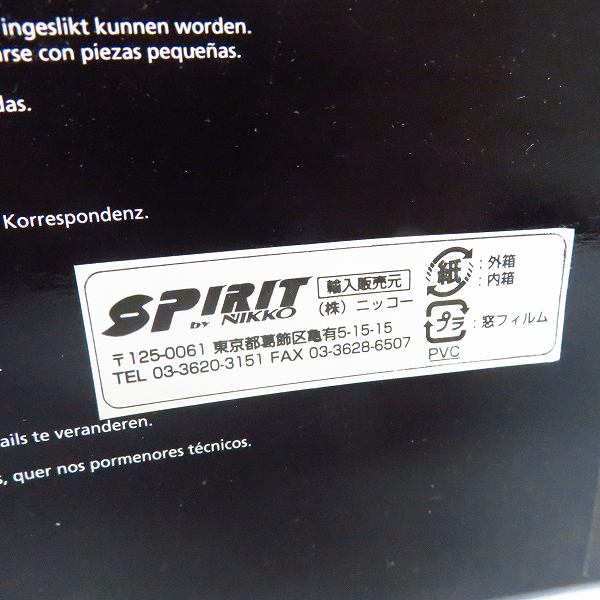 ingeslikt kunnen worden.
arse con piezas pequeñas.
das.
Korrespondenz.
SPIRIT
BY NIKKO
輸入販売元
(株) ニッコー
〒125-0061 東京都葛飾区亀有5-15-15
TEL 03-3620-3151 FAX 03-3628-6507
紙 : 外箱
: 内箱
プラ : 窓フィルム
PVC
ails te veranderen.
s, quer nos pormenores técnicos.